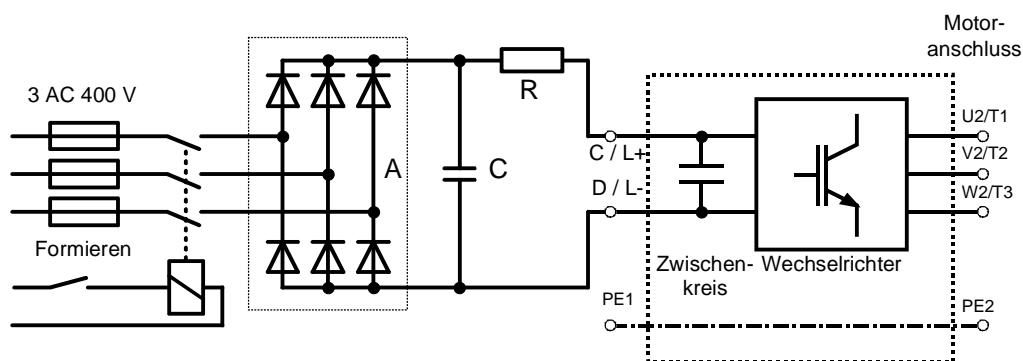 Motor-
anschluss
3 AC 400 V
R
U2/T1
C / L+
V2/T2
A
C
D / L-
W2/T3
Formieren
Zwischen-
kreis
Wechselrichter
PE1
PE2